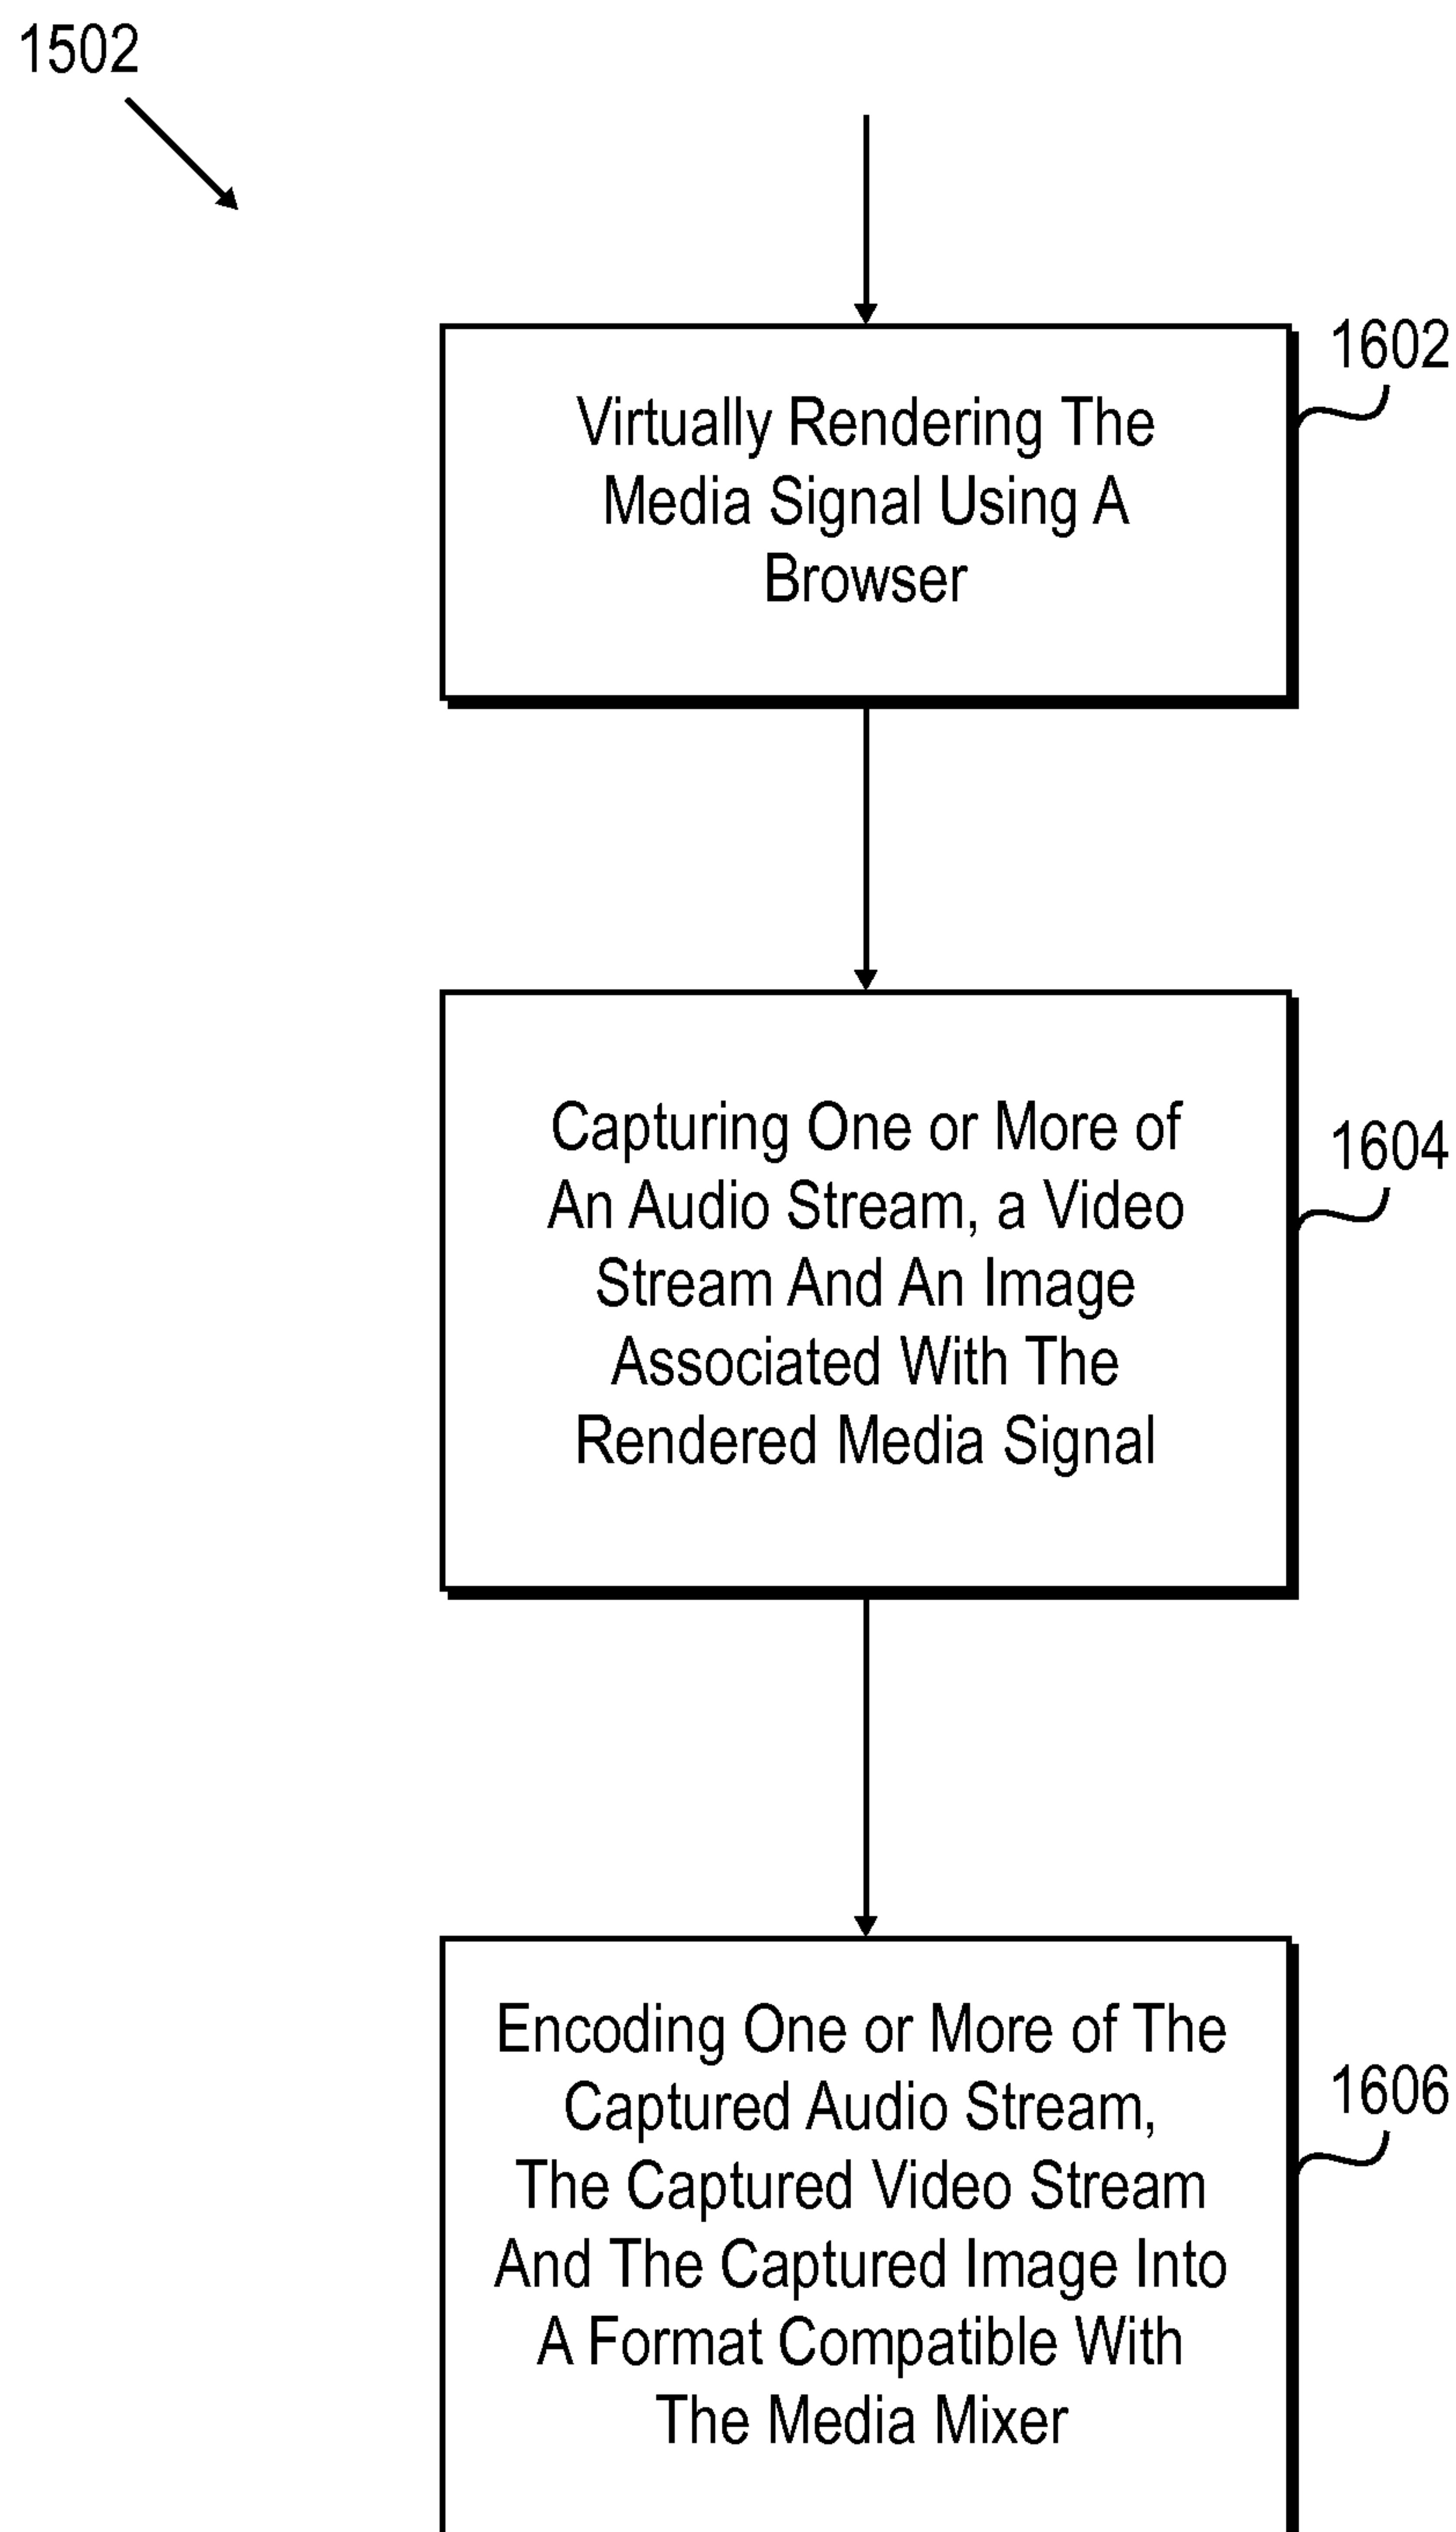 1502
1602
Virtually Rendering The
Media Signal Using A
Browser
1604
Capturing One or More of
An Audio Stream, a Video
Stream And An Image
Associated With The
Rendered Media Signal
1606
Encoding One or More of The
Captured Audio Stream,
The Captured Video Stream
And The Captured Image Into
A Format Compatible With
The Media Mixer